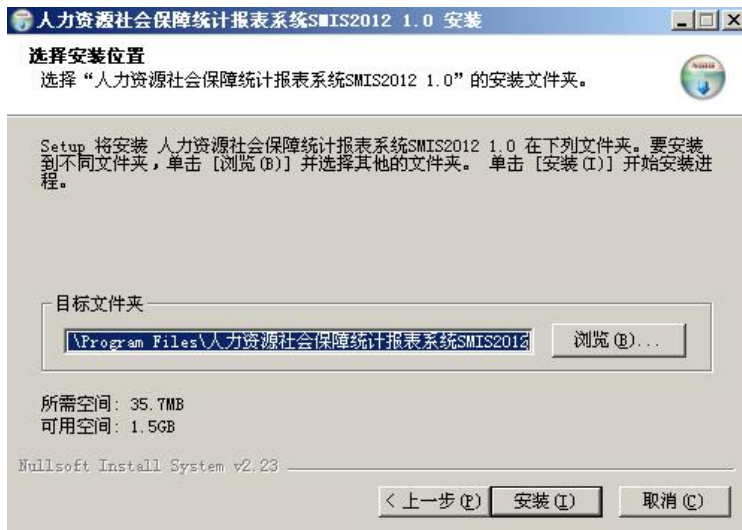 人力资源社会保障统计报表系统SMIS2012 1.0 安装
选择安装位置
选择“人力资源社会保障统计报表系统SMIS2012 1.0”的安装文件夹。
Setup 将安装 人力资源社会保障统计报表系统SMIS2012 1.0 在下列文件夹。要安装
到不同文件夹，单击 [浏览(B)] 并选择其他的文件夹。 单击 [安装(I)] 开始安装进
程。
目标文件夹
\Program Files\人力资源社会保障统计报表系统SMIS2012
浏览(B)...
所需空间: 35.7MB
可用空间: 1.5GB
Nullsoft Install System v2.23
< 上一步(P) 安装(I) 取消(C)